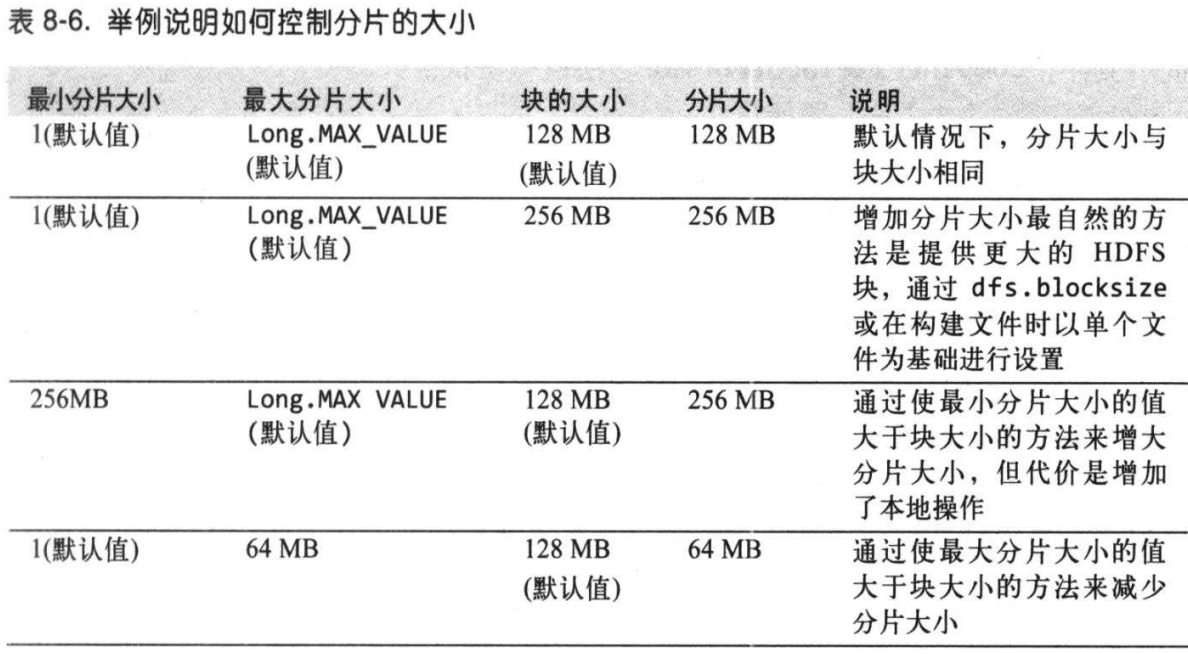 表 8-6. 举例说明如何控制分片的大小
最小分片大小 最大分片大小 块的大小 分片大小 说明
1(默认值) Long.MAX_VALUE 128 MB 128 MB 默认情况下，分片大小与
(默认值) (默认值) 块大小相同
1(默认值) Long.MAX_VALUE 256 MB 256 MB 增加分片大小最自然的方
(默认值) 法是提供更大的 HDFS
块，通过 dfs.blocksize
或在构建文件时以单个文
件为基础进行设置
256MB Long.MAX VALUE 128 MB 256 MB 通过使最小分片大小的值
(默认值) (默认值) 大于块大小的方法来增大
分片大小，但代价是增加
了本地操作
1(默认值) 64 MB 128 MB 64 MB 通过使最大分片大小的值
(默认值) 大于块大小的方法来减少
分片大小